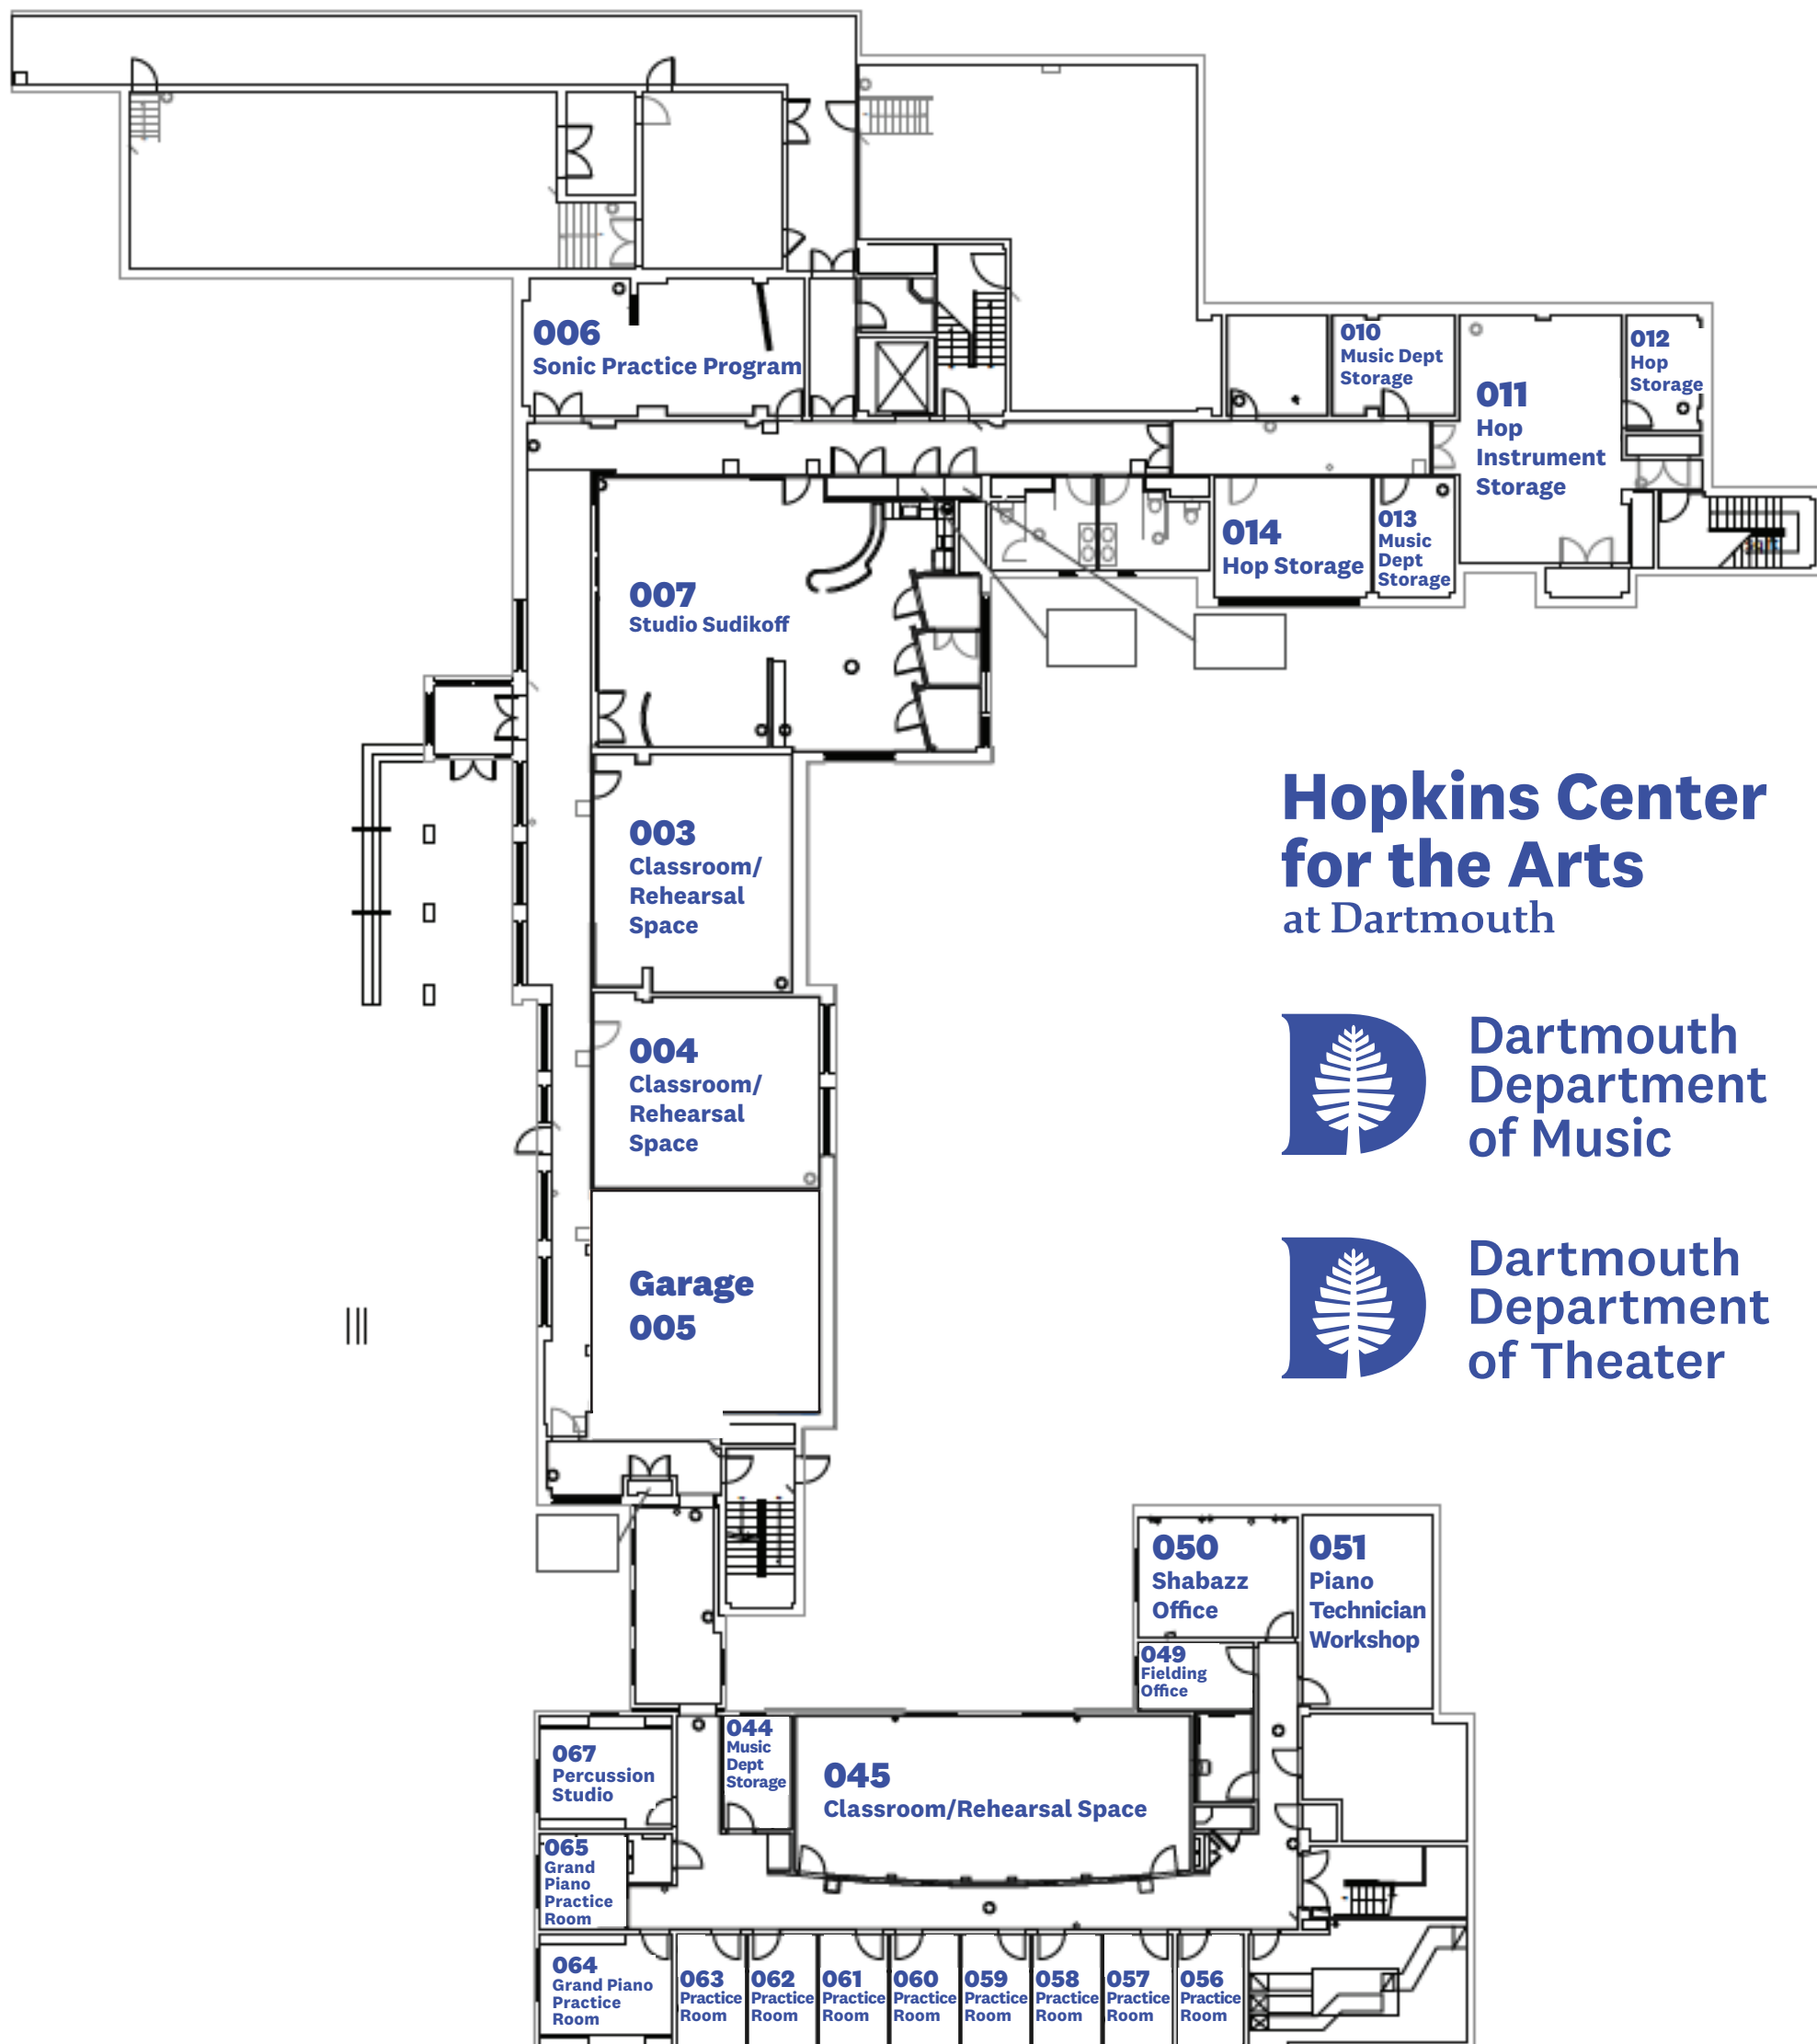 006
Sonic Practice Program
010
Music Dept
Storage
012
Hop
Storage
011
Hop
Instrument
Storage
014
Hop Storage
013
Music
Dept
Storage
007
Studio Sudikoff
003
Classroom/
Rehearsal
Space
004
Classroom/
Rehearsal
Space
Garage
005
Hopkins Center
for the Arts
at Dartmouth
Dartmouth
Department
of Music
Dartmouth
Department
of Theater
050
Shabazz
Office
051
Piano
Technician
Workshop
049
Fielding
Office
067
Percussion
Studio
044
Music
Dept
Storage
045
Classroom/Rehearsal Space
065
Grand
Piano
Practice
Room
064
Grand Piano
Practice
Room
063
Practice
Room
062
Practice
Room
061
Practice
Room
060
Practice
Room
059
Practice
Room
058
Practice
Room
057
Practice
Room
056
Practice
Room